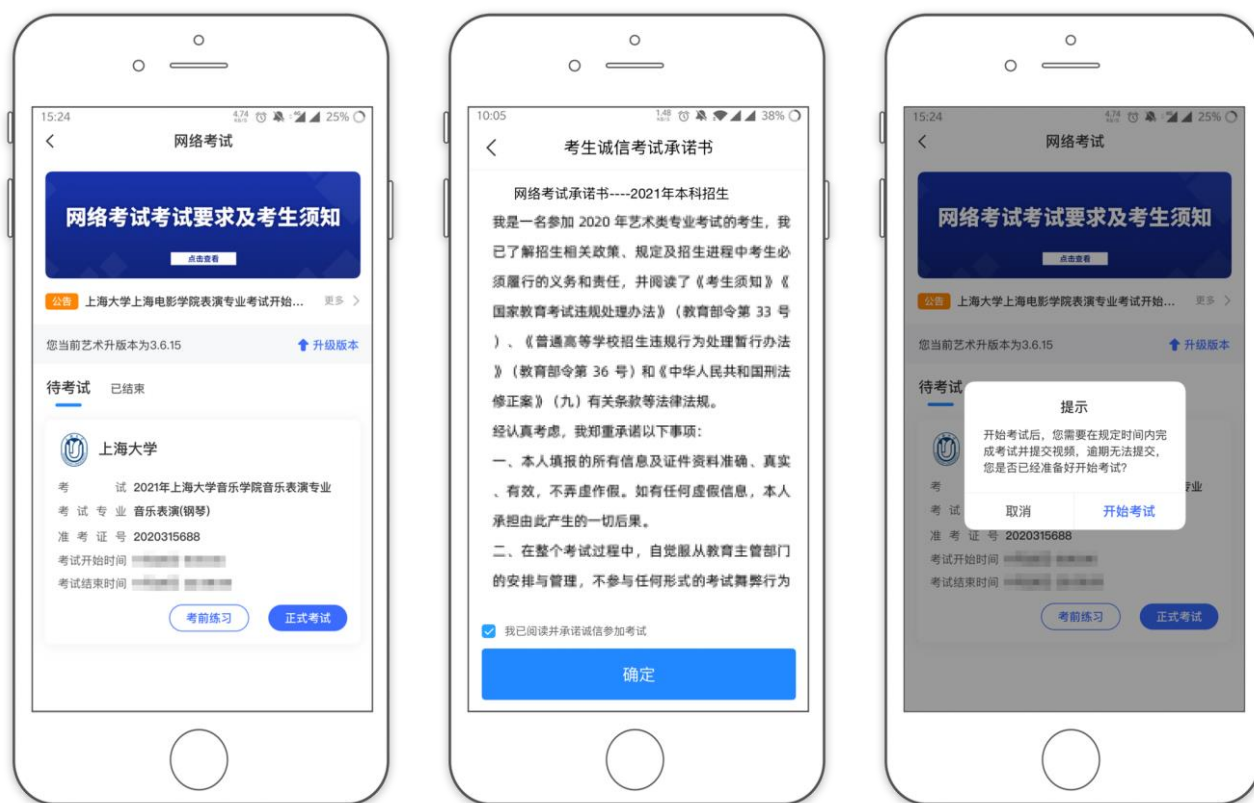 15:24
4.74
KB/S
4G
25%
网络考试
网络考试考试要求及考生须知
点击查看
公告 上海大学上海电影学院表演专业考试开始... 更多
您当前艺术升版本为3.6.15 升级版本
待考试 已结束
上海大学
考 试 2021年上海大学音乐学院音乐表演专业
考试专业 音乐表演(钢琴)
准考证号 2020315688
考试开始时间
考试结束时间
考前练习 正式考试
10:05
1.48
KB/S
38%
考生诚信考试承诺书
网络考试承诺书----2021年本科招生
我是一名参加 2020 年艺术类专业考试的考生，我
已了解招生相关政策、规定及招生进程中考生必
须履行的义务和责任，并阅读了《考生须知》《
国家教育考试违规处理办法》（教育部令第 33 号
）、《普通高等学校招生违规行为处理暂行办法
》（教育部令第 36 号）和《中华人民共和国刑法
修正案》（九）有关条款等法律法规。
经认真考虑，我郑重承诺以下事项：
一、本人填报的所有信息及证件资料准确、真实
、有效，不弄虚作假。如有任何虚假信息，本人
承担由此产生的一切后果。
二、在整个考试过程中，自觉服从教育主管部门
的安排与管理，不参与任何形式的考试舞弊行为
我已阅读并承诺诚信参加考试
确定
15:24
4.74
KB/S
4G
25%
网络考试
网络考试考试要求及考生须知
点击查看
公告 上海大学上海电影学院表演专业考试开始... 更多
您当前艺术升版本为3.6.15 升级版本
待考试
提示
开始考试后，您需要在规定时间内完
成考试并提交视频，逾期无法提交，
您是否已经准备好开始考试?
取消 开始考试
考 专业
考试
准考证号 2020315688
考试开始时间
考试结束时间
考前练习 正式考试